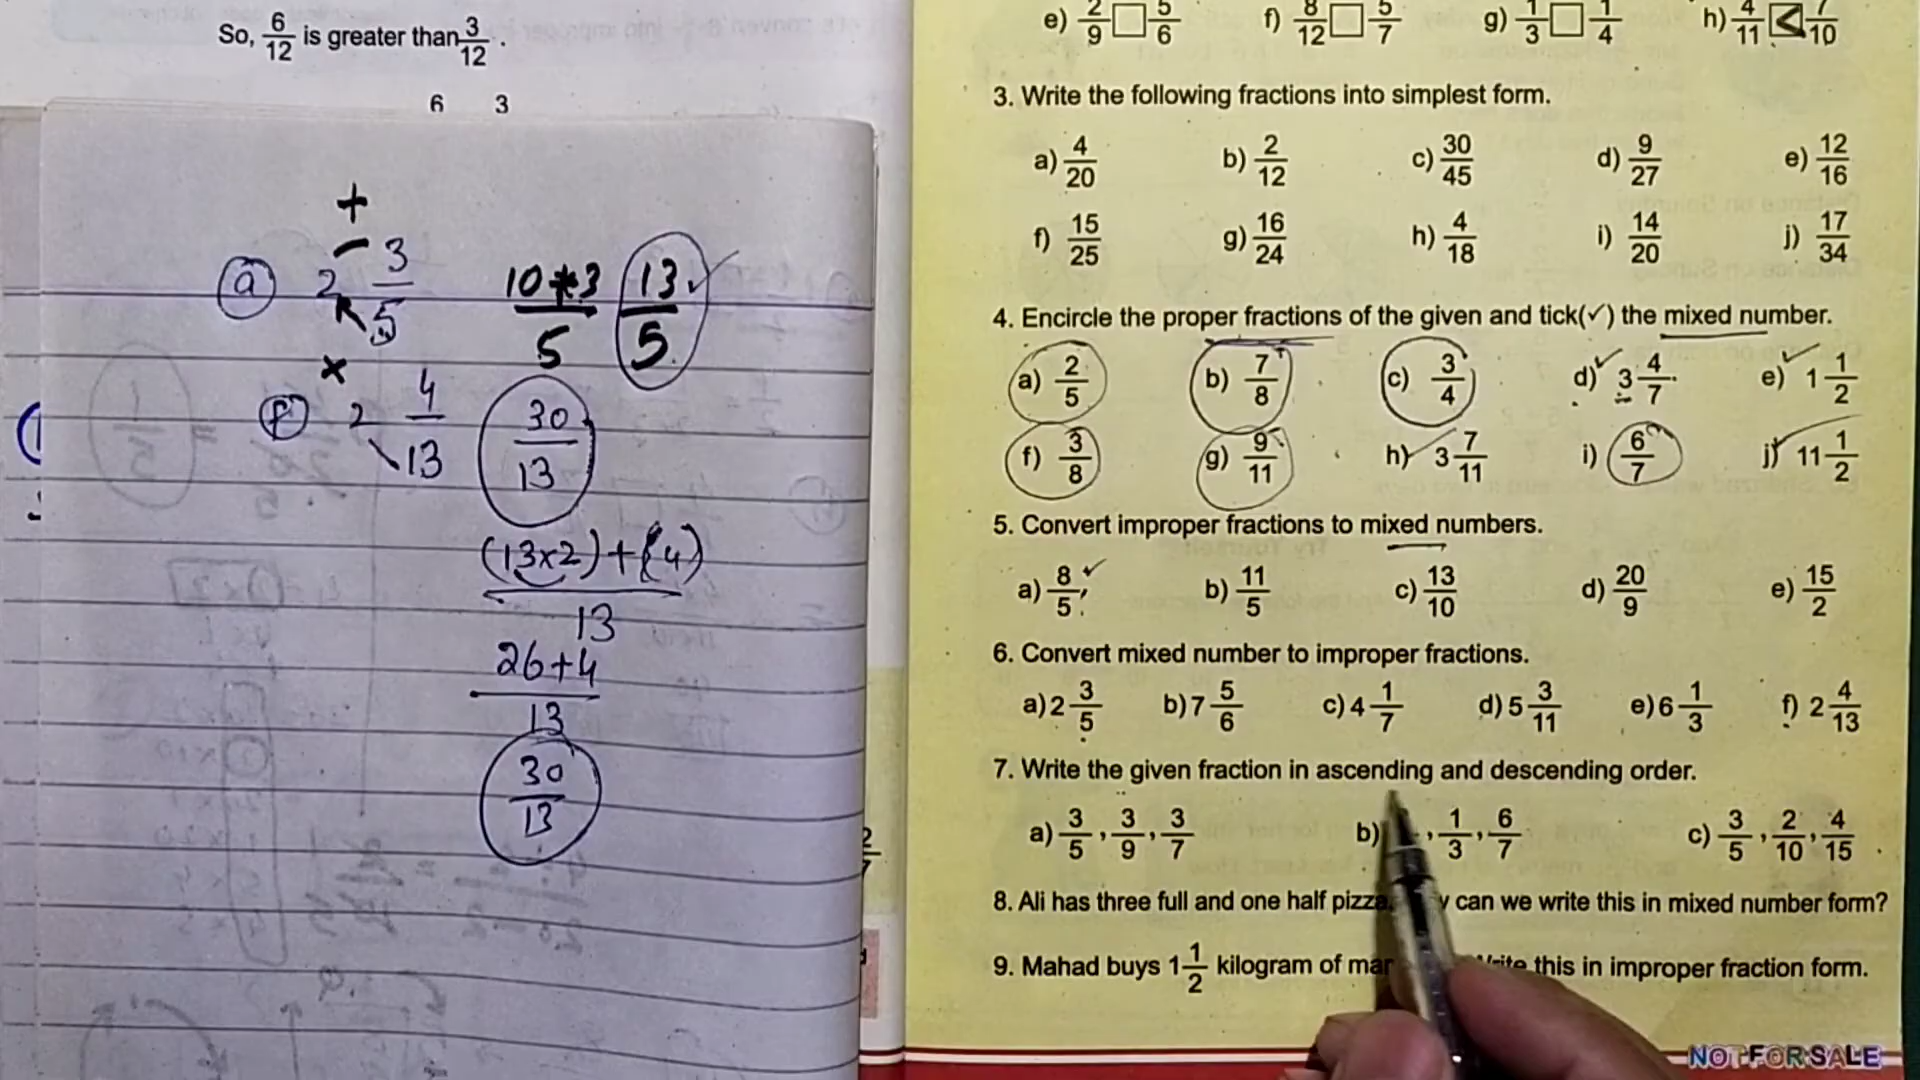 So, 6/12 is greater than 3/12 .
6 3
+
-
a 2 3/5 10+3/5 13/5 ✓
×
f 2 4/13 30/13
(13×2)+(4)/13
26+4/13
30/13
e) 2/9 □ 5/6 f) 8/12 □ 5/7 g) 1/3 □ 1/4 h) 4/11 < 7/10
3. Write the following fractions into simplest form.
a) 4/20 b) 2/12 c) 30/45 d) 9/27 e) 12/16
f) 15/25 g) 16/24 h) 4/18 i) 14/20 j) 17/34
4. Encircle the proper fractions of the given and tick(✓) the mixed number.
a) 2/5 b) 7/8 c) 3/4 d) ✓ 3 4/7 e) ✓ 1 1/2
f) 3/8 g) 9/11 h) ✓ 3 7/11 i) 6/7 j) ✓ 11 1/2
5. Convert improper fractions to mixed numbers.
a) 8/5 ✓ b) 11/5 c) 13/10 d) 20/9 e) 15/2
6. Convert mixed number to improper fractions.
a) 2 3/5 b) 7 5/6 c) 4 1/7 d) 5 3/11 e) 6 1/3 f) 2 4/13
7. Write the given fraction in ascending and descending order.
a) 3/5 , 3/9 , 3/7 b) , 1/3 , 6/7 c) 3/5 , 2/10 , 4/15
8. Ali has three full and one half pizza. can we write this in mixed number form?
9. Mahad buys 1 1/2 kilogram of this in improper fraction form.
NOT FOR SALE